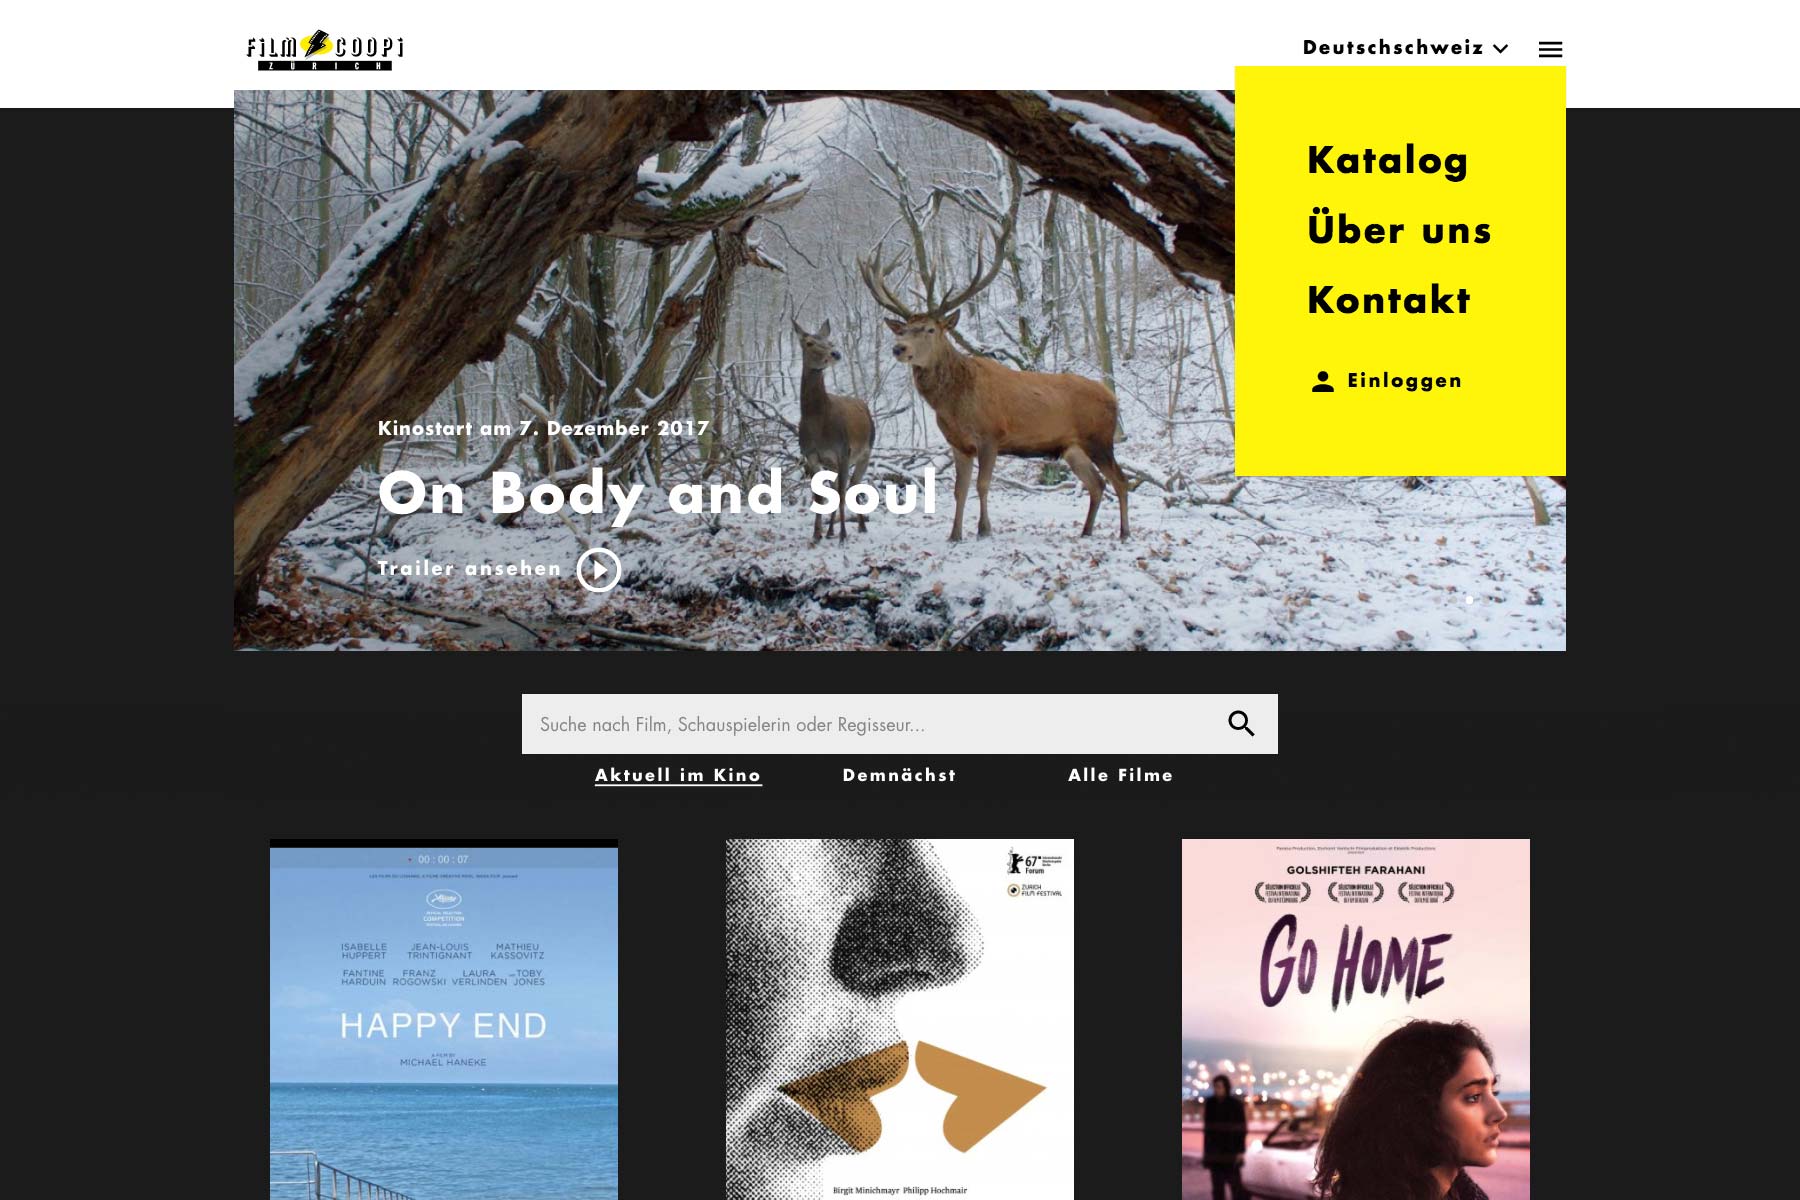 FILM COOPI
ZÜRICH
Deutschschweiz
Katalog
Über uns
Kontakt
Einloggen
Kinostart am 7. Dezember 2017
On Body and Soul
Trailer ansehen
Suche nach Film, Schauspielerin oder Regisseur...
Aktuell im Kino
Demnächst
Alle Filme
00 : 00 : 07
COMPETITION
ISABELLE HUPPERT
JEAN-LOUIS TRINTIGNANT
MATHIEU KASSOVITZ
FANTINE HARDUIN
FRANZ ROGOWSKI
LAURA VERLINDEN
TOBY JONES
HAPPY END
A FILM BY
MICHAEL HANEKE
67
Forum
ZURICH
FILM FESTIVAL
Birgit Minichmayr Philipp Hochmair
GOLSHIFTEH FARAHANI
GO HOME